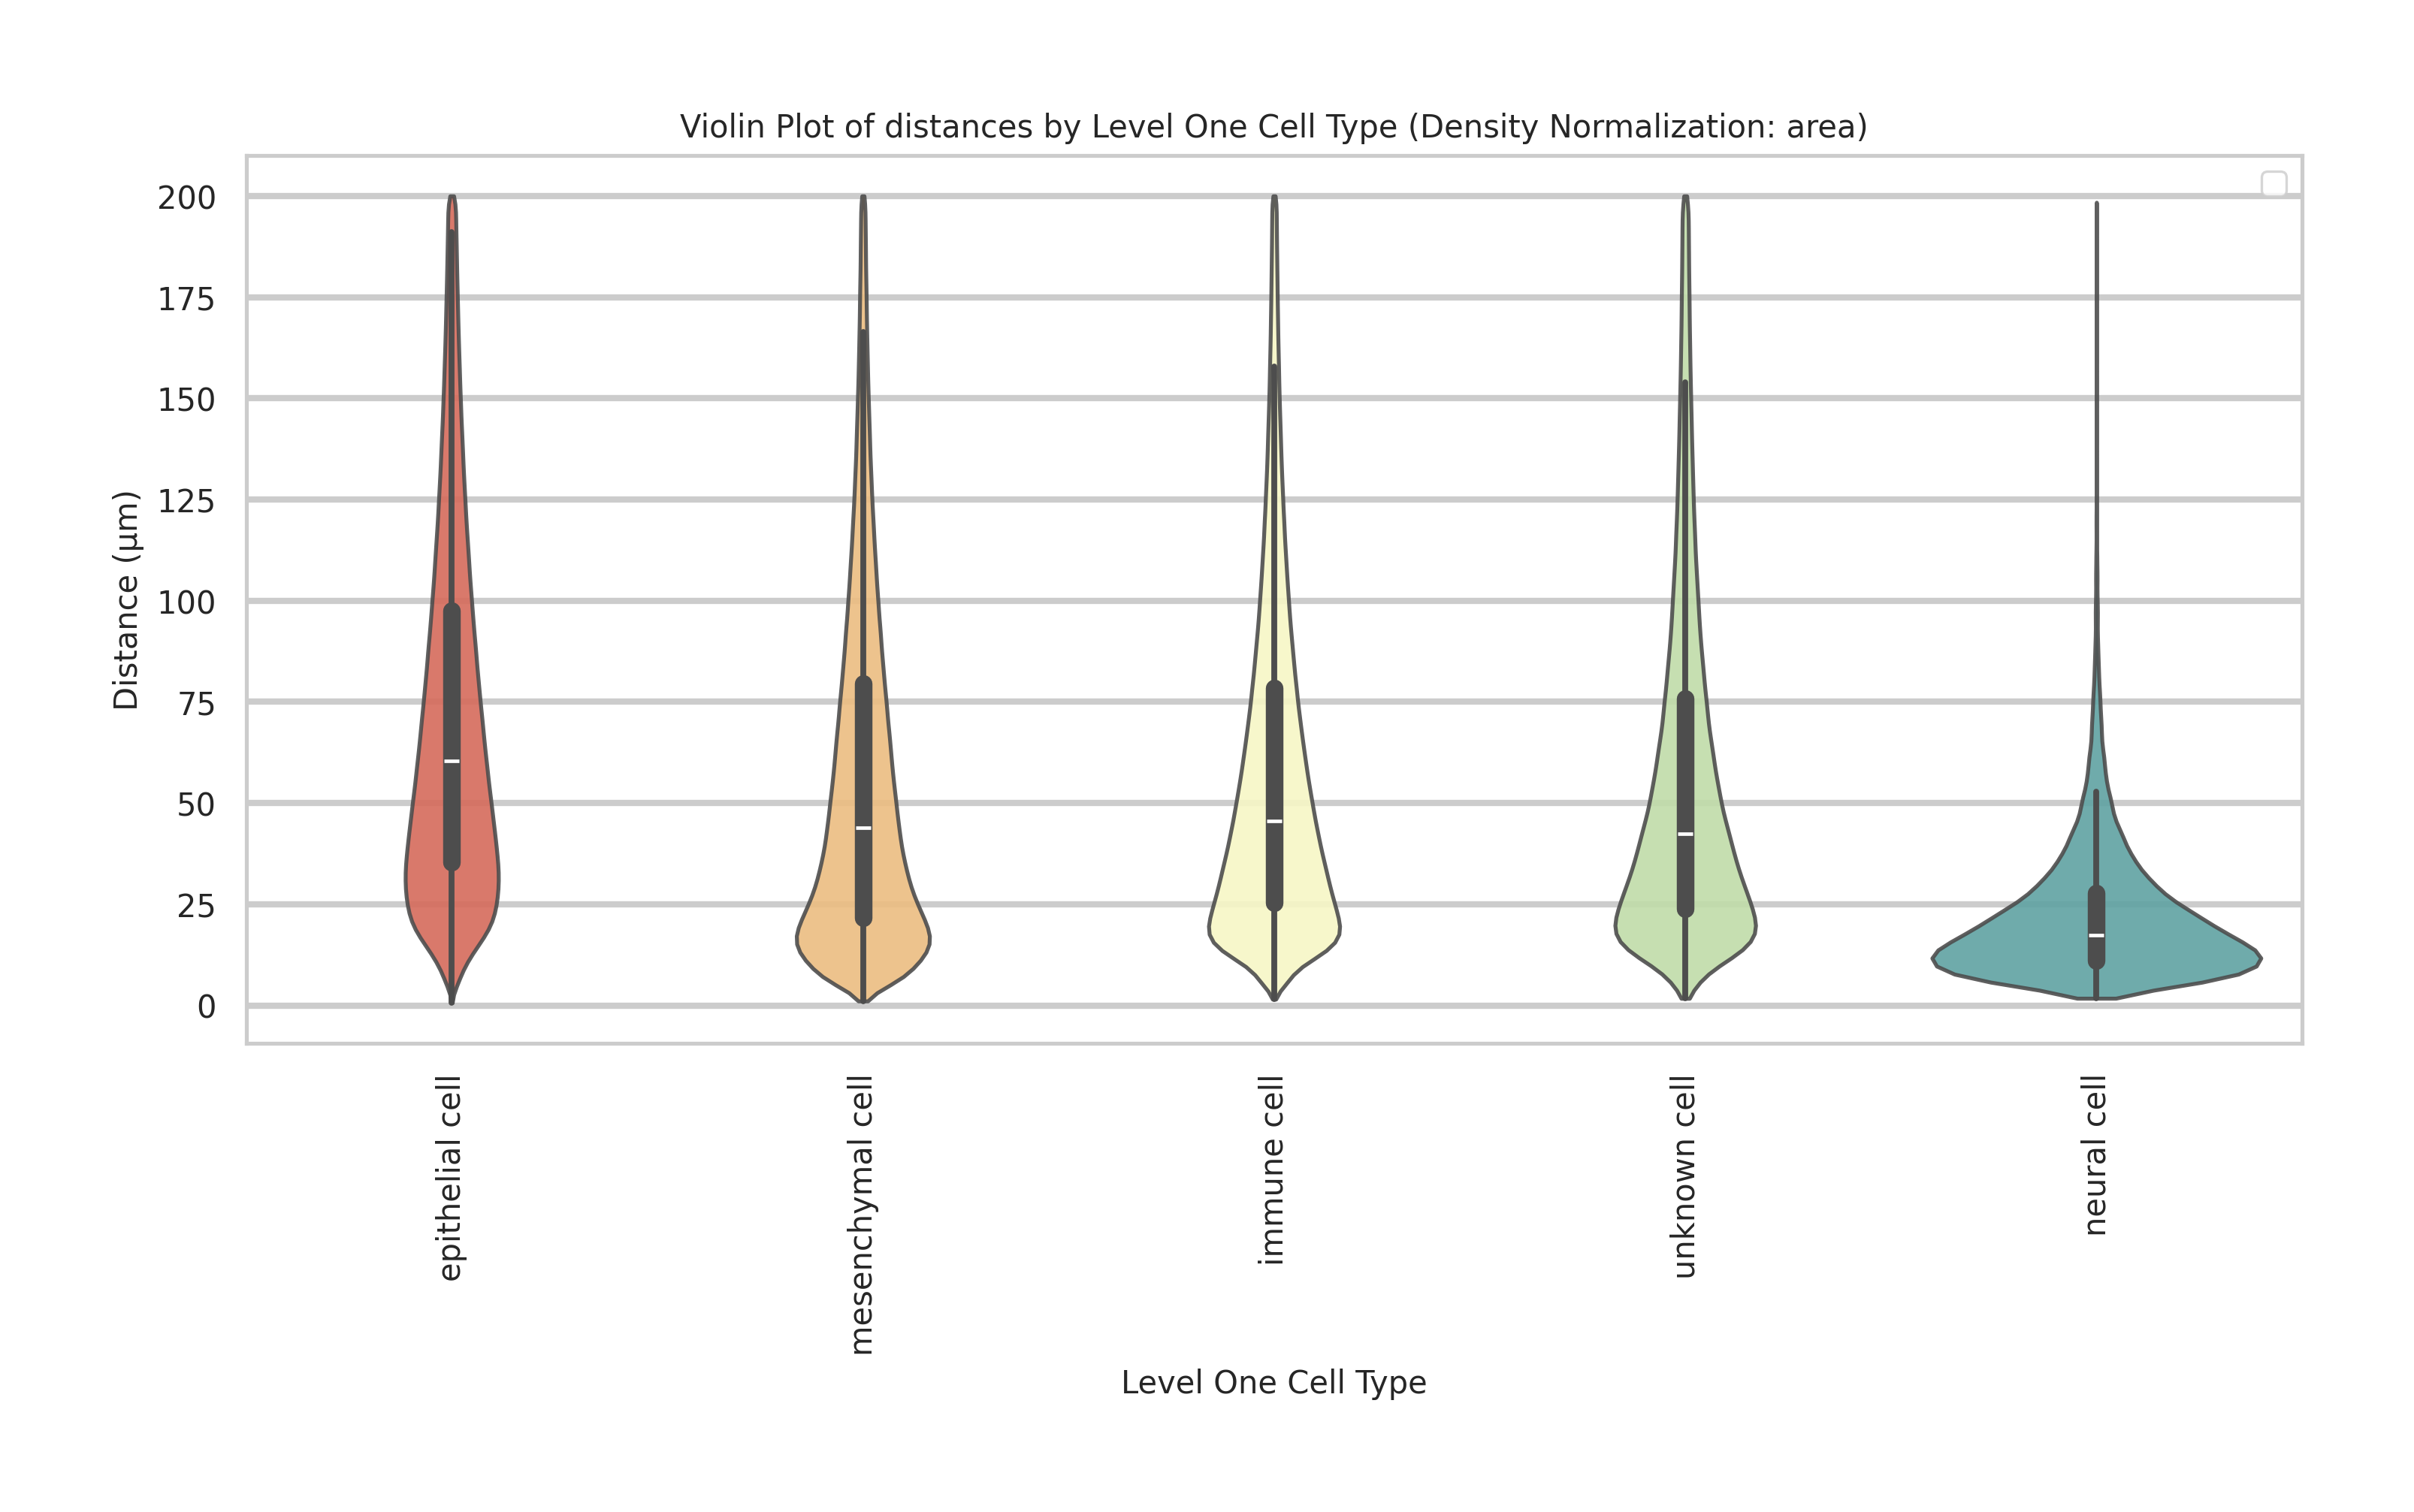 Violin Plot of distances by Level One Cell Type (Density Normalization: area)
Distance (µm)
200
175
150
125
100
75
50
25
0
epithelial cell
mesenchymal cell
immune cell
unknown cell
neural cell
Level One Cell Type